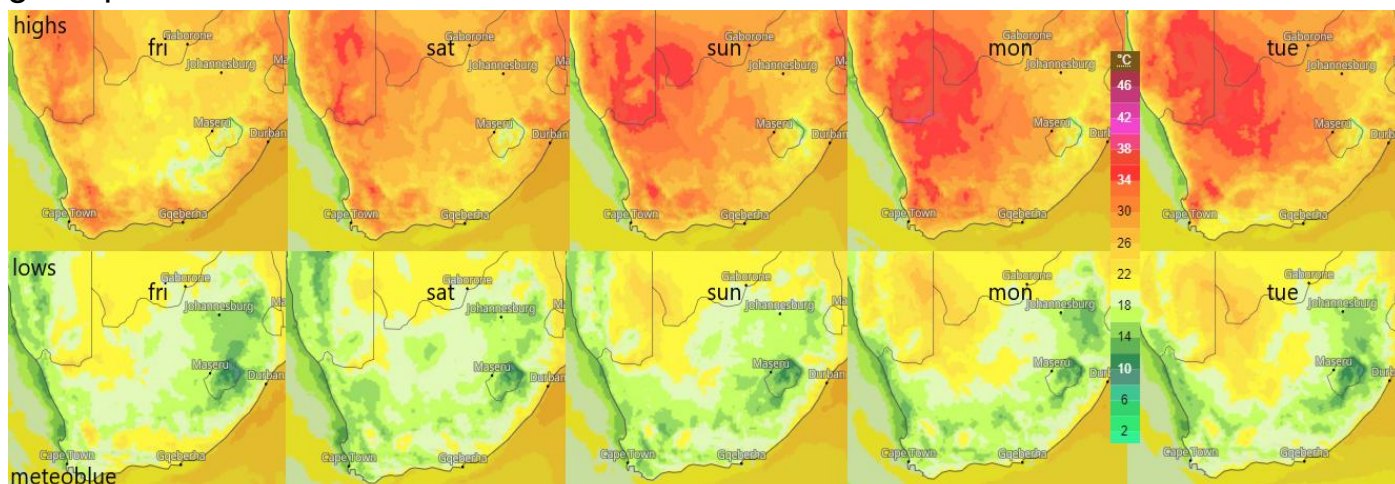 highs
fri
Gaborone
Johannesburg
Maseru
Durban
Cape Town
Gqeberha
sat
Gaborone
Johannesburg
Maseru
Durban
Cape Town
Gqeberha
sun
Gaborone
Johannesburg
Maseru
Durban
Cape Town
Gqeberha
mon
Gaborone
Johannesburg
Maseru
Cape Town
Gqeberha
°C
46
42
38
34
30
26
22
18
14
10
6
2
tue
Gaborone
Johannesburg
Maseru
Durban
Cape Town
Gqeberha
lows
fri
Gaborone
Johannesburg
Maseru
Durban
Cape Town
Gqeberha
meteoblue
sat
Gaborone
Johannesburg
Maseru
Durban
Cape Town
Gqeberha
sun
Gaborone
Johannesburg
Maseru
Durban
Cape Town
Gqeberha
mon
Gaborone
Johannesburg
Maseru
Cape Town
Gqeberha
tue
Gaborone
Johannesburg
Maseru
Durban
Cape Town
Gqeberha